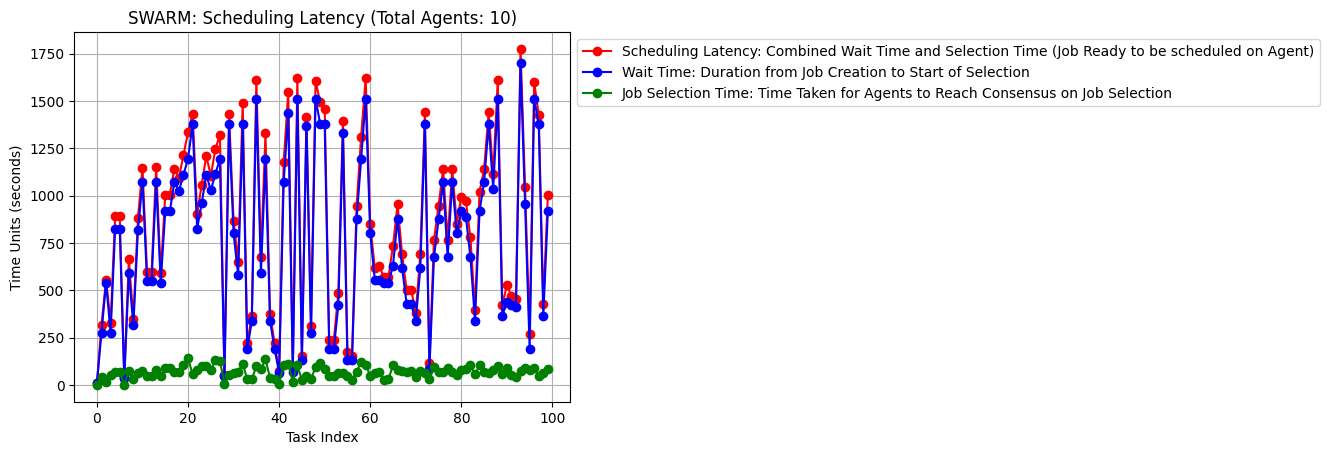 SWARM: Scheduling Latency (Total Agents: 10)
Scheduling Latency: Combined Wait Time and Selection Time (Job Ready to be scheduled on Agent)
Wait Time: Duration from Job Creation to Start of Selection
Job Selection Time: Time Taken for Agents to Reach Consensus on Job Selection
Time Units (seconds)
1750
1500
1250
1000
750
500
250
0
0 20 40 60 80 100
Task Index